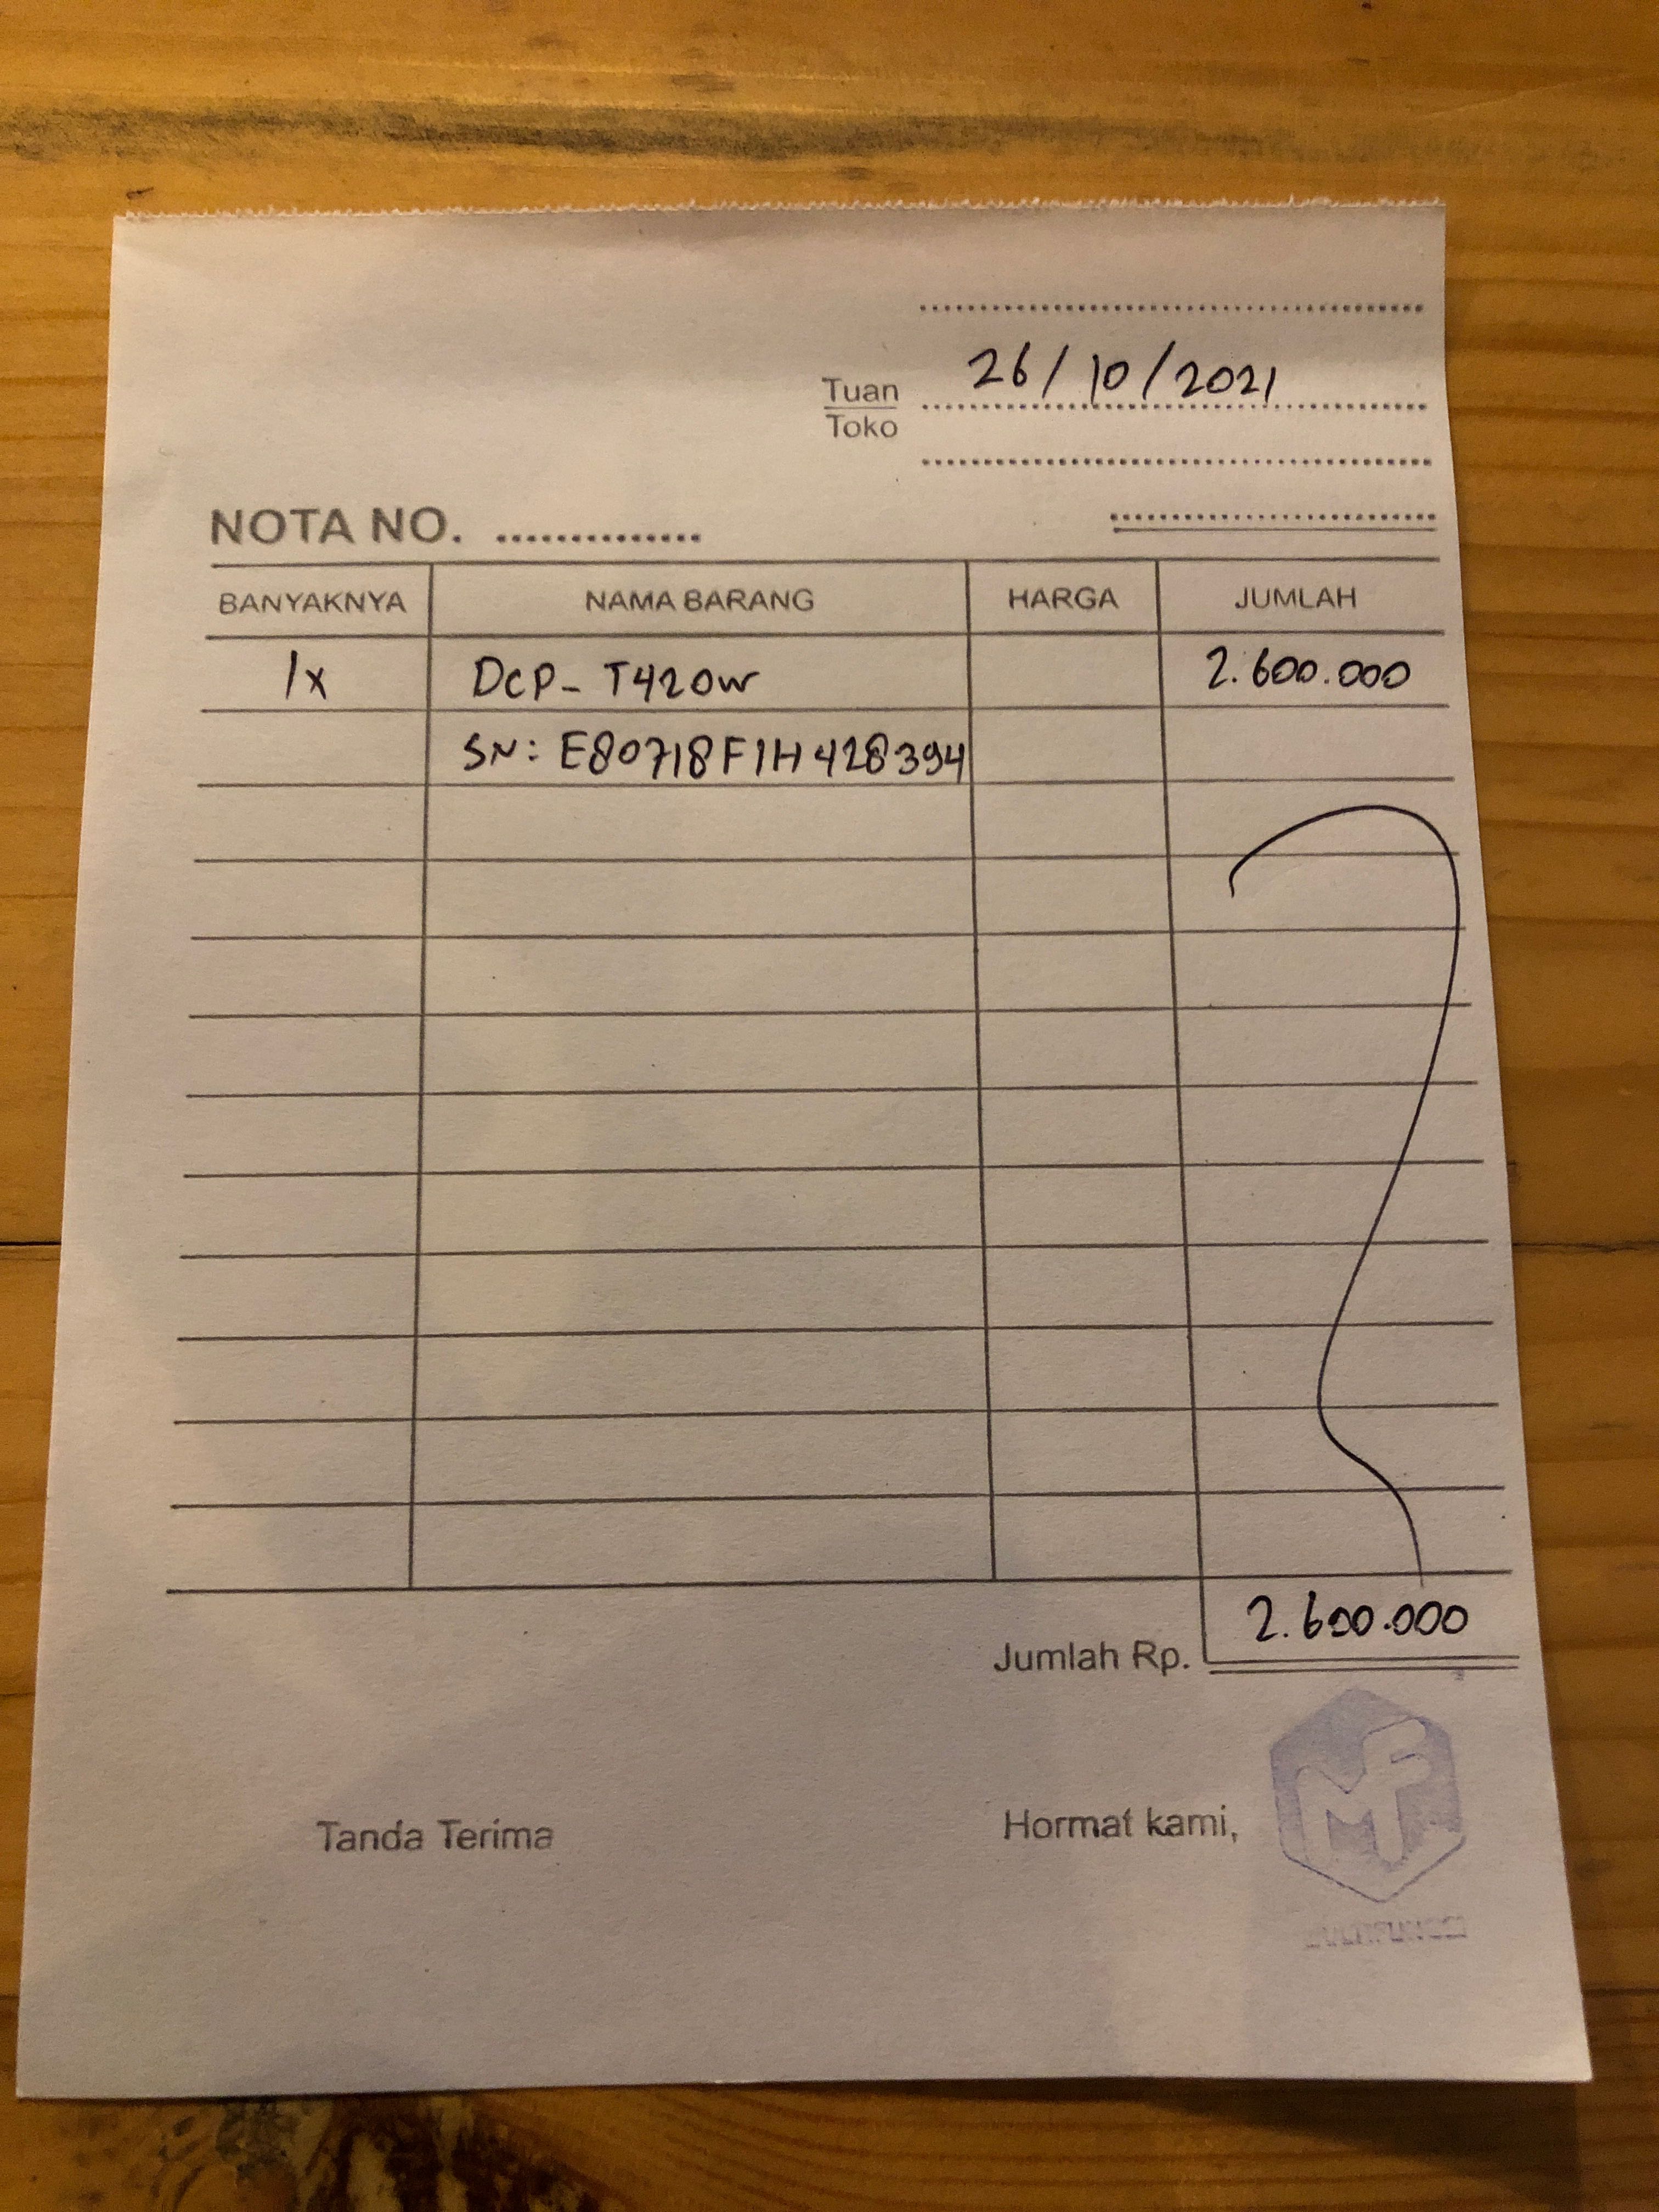 26/10/2021
Tuan
Toko
NOTA NO. ..............
BANYAKNYA NAMA BARANG HARGA JUMLAH
1x DCP- T420W 2.600.000
SN: E80718F1H428394
2.600.000
Jumlah Rp.
Tanda Terima Hormat kami,
MF